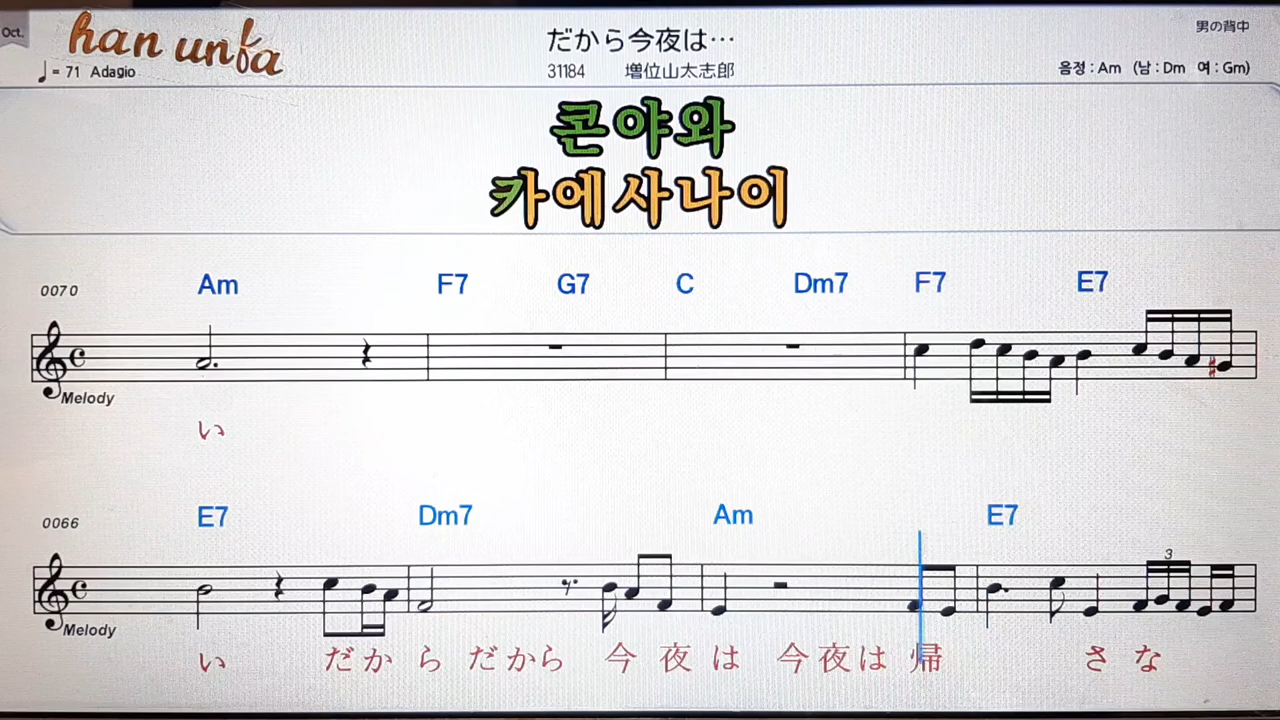 Oct.
han unfa
= 71 Adagio
だから今夜は…
31184 増位山太志郎
男の背中
음정 : Am (남 : Dm 여 : Gm)
콘야와
카에사나이
0070
Am F7 G7 C Dm7 F7 E7
Melody
い
0066
E7 Dm7 Am E7
3
Melody
い だから だから 今夜は 今夜は 帰 さな